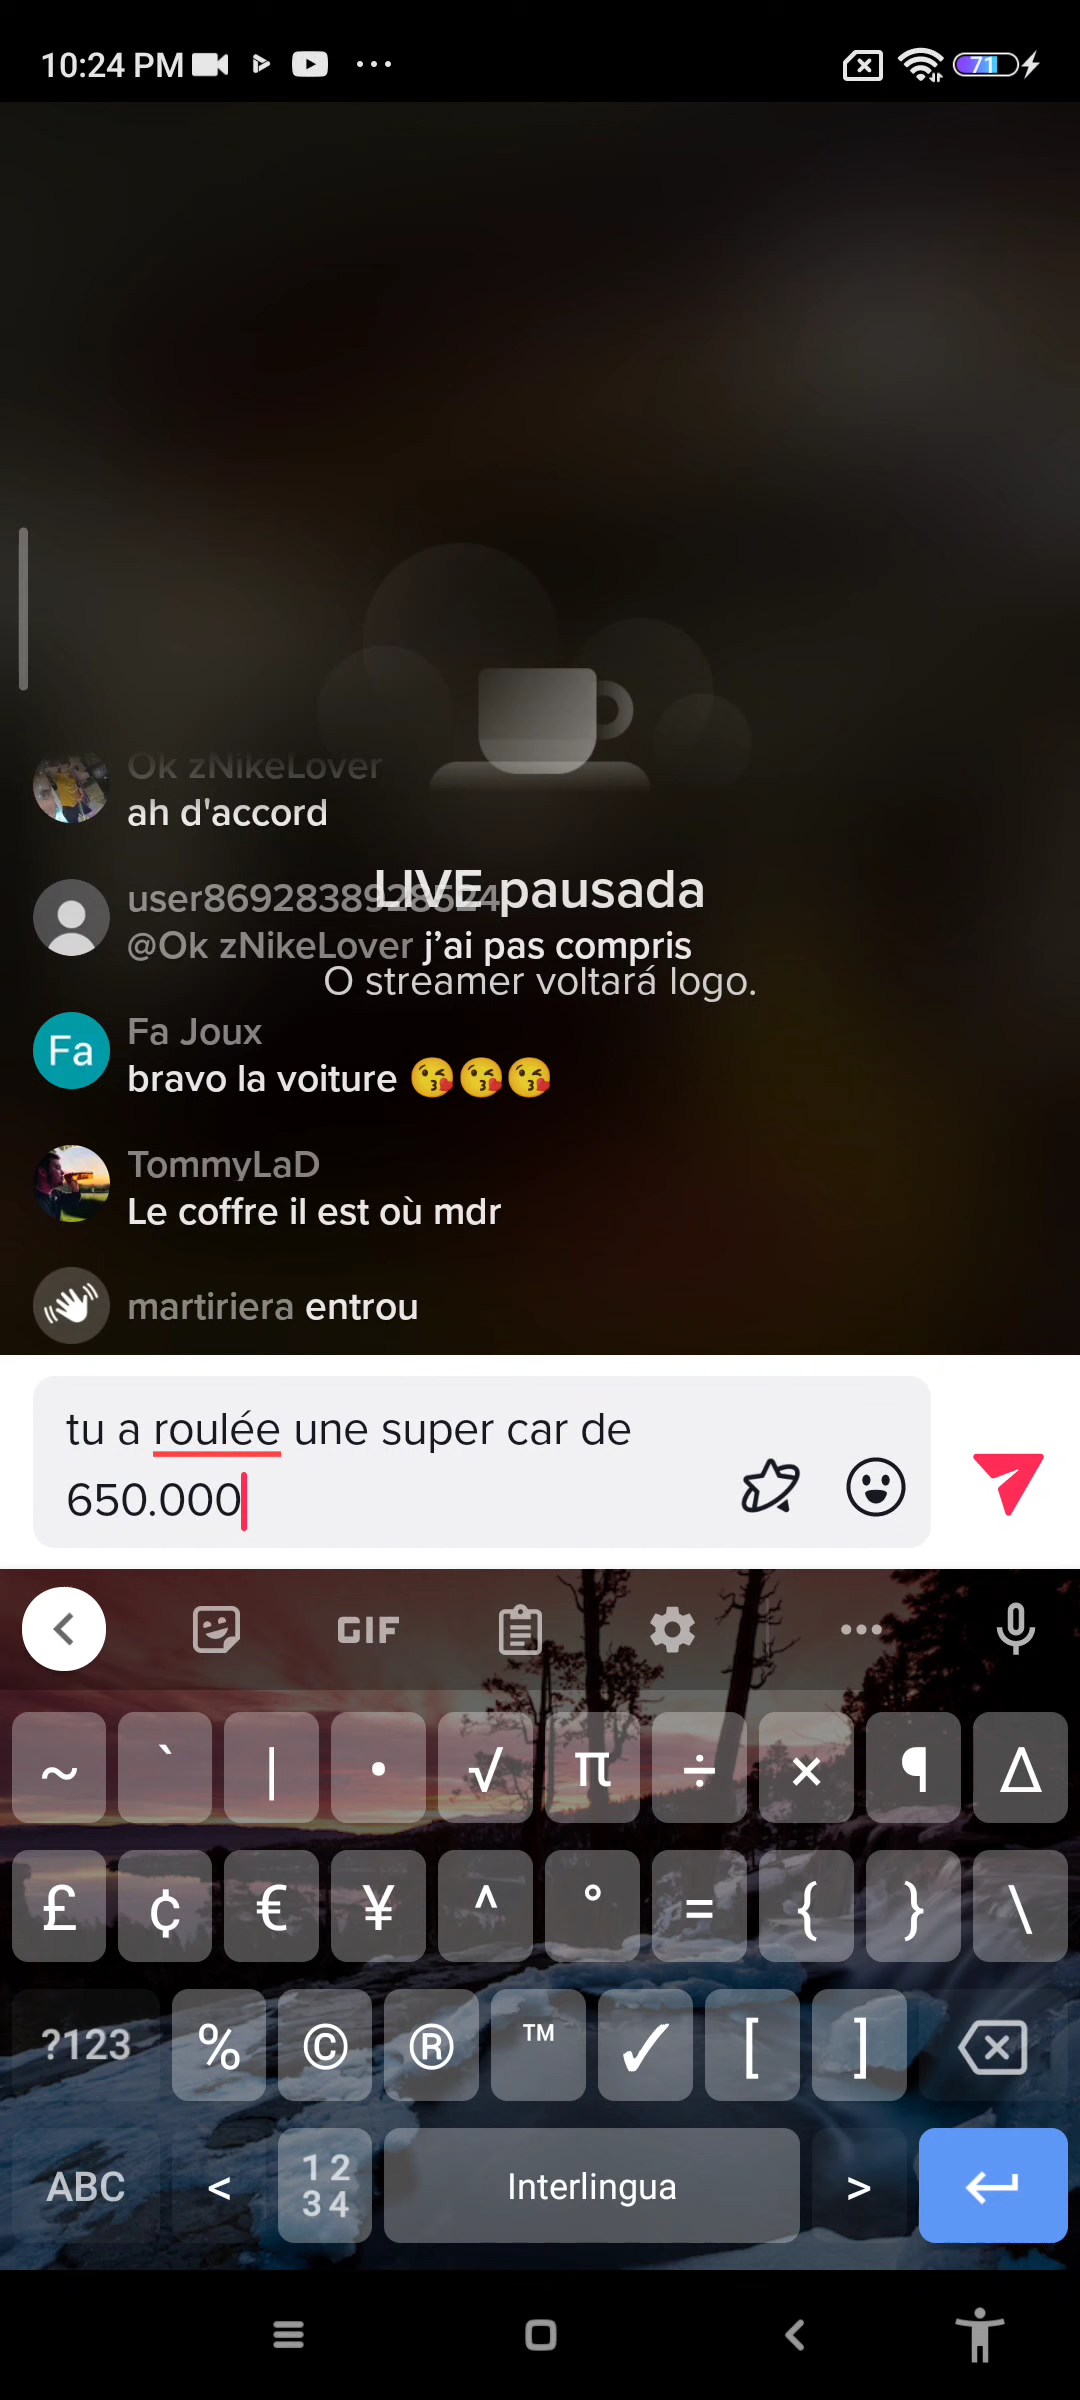 10:24 PM
71
Ok zNikeLover
ah d'accord
user8692838928524
LIVE pausada
@Ok zNikeLover j’ai pas compris
O streamer voltará logo.
Fa
Fa Joux
bravo la voiture 😘😘😘
TommyLaD
Le coffre il est où mdr
martiriera entrou
tu a roulée une super car de
650.000
GIF
~ ` | • √ π ÷ × ¶ Δ
£ ¢ € ¥ ^ ° = { } \
?123 % © ® ™ ✓ [ ]
ABC < 12 34 Interlingua >